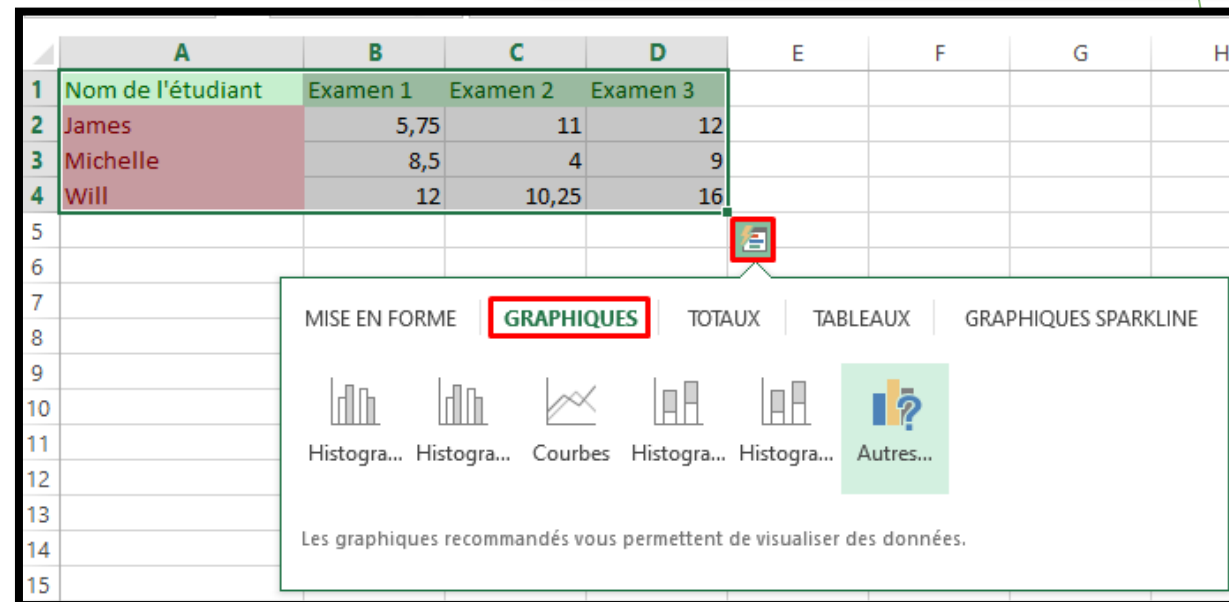 A B C D E F G H
1 Nom de l'étudiant Examen 1 Examen 2 Examen 3
2 James 5,75 11 12
3 Michelle 8,5 4 9
4 Will 12 10,25 16
5
6
7
MISE EN FORME GRAPHIQUES TOTAUX TABLEAUX GRAPHIQUES SPARKLINE
8
9
10
11
Histogra... Histogra... Courbes Histogra... Histogra... Autres...
12
13
Les graphiques recommandés vous permettent de visualiser des données.
14
15